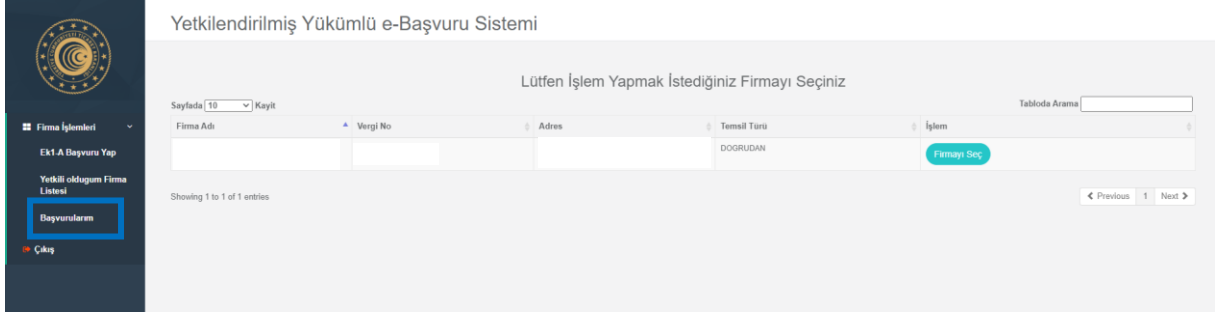 Yetkilendirilmiş Yükümlü e-Başvuru Sistemi
Lütfen İşlem Yapmak İstediğiniz Firmayı Seçiniz
Sayfada 10 Kayit
Tabloda Arama
Firma İşlemleri
Ek1-A Başvuru Yap
Yetkili oldugum Firma
Listesi
Başvurularım
Çıkış
Firma Adı Vergi No Adres Temsil Türü İşlem
DOGRUDAN Firmayı Seç
Showing 1 to 1 of 1 entries
Previous 1 Next